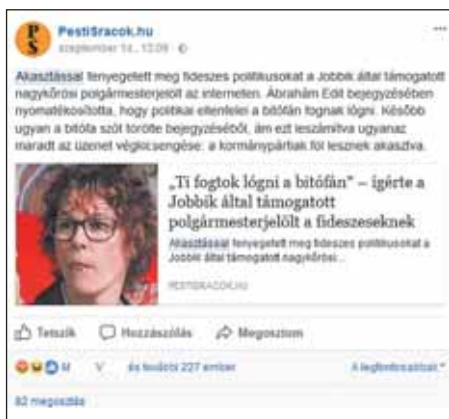 PS
PestiSracok.hu
szeptember 14., 13:09
Akasztással fenyegetett meg fideszes politikusokat a Jobbik által támogatott
nagykőrösi polgármesterjelölt az interneten. Ábrahám Edit bejegyzésében
nyomatékosította, hogy politikai ellenfelei a bitófán fognak lógni. Később
ugyan a bitófa szót törölte bejegyzéséből, ám ezt leszámítva ugyanaz
maradt az üzenet végkicsengése: a kormánypártiak föl lesznek akasztva.
„Ti fogtok lógni a bitófán” – ígérte a
Jobbik által támogatott
polgármesterjelölt a fideszeseknek
Akasztással fenyegetett meg fideszes politikusokat a
Jobbik által támogatott nagykőrösi...
PESTISRACOK.HU
Tetszik Hozzászólás Megosztom
és további 227 ember
82 megosztás